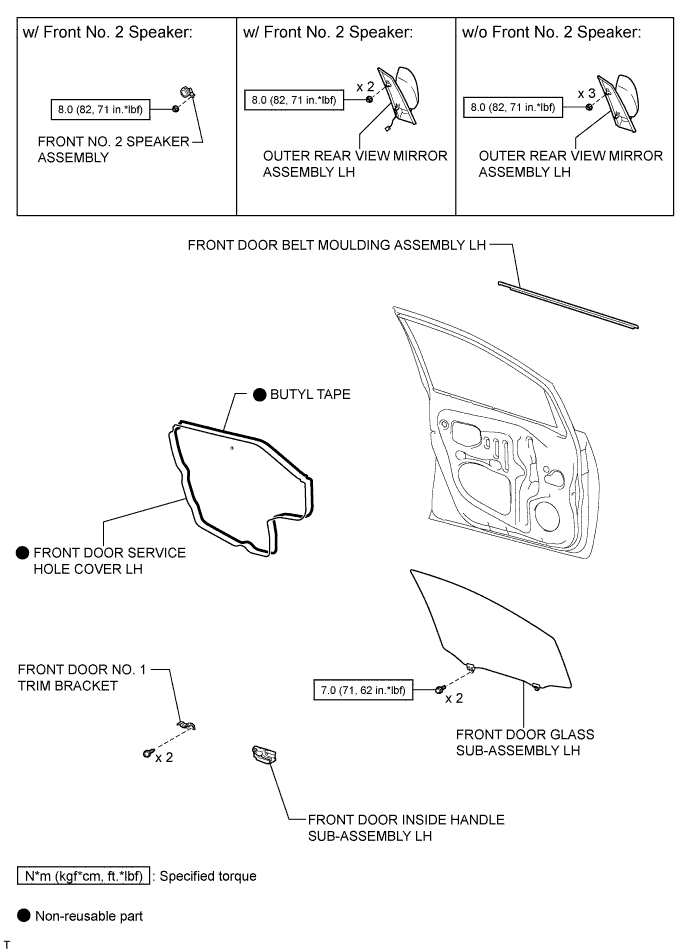 w/ Front No. 2 Speaker:
8.0 (82, 71 in.*lbf)
FRONT NO. 2 SPEAKER
ASSEMBLY
w/ Front No. 2 Speaker:
x 2
8.0 (82, 71 in.*lbf)
OUTER REAR VIEW MIRROR
ASSEMBLY LH
w/o Front No. 2 Speaker:
x 3
8.0 (82, 71 in.*lbf)
OUTER REAR VIEW MIRROR
ASSEMBLY LH
FRONT DOOR BELT MOULDING ASSEMBLY LH
● BUTYL TAPE
● FRONT DOOR SERVICE
HOLE COVER LH
FRONT DOOR NO. 1
TRIM BRACKET
x 2
7.0 (71, 62 in.*lbf)
x 2
FRONT DOOR GLASS
SUB-ASSEMBLY LH
FRONT DOOR INSIDE HANDLE
SUB-ASSEMBLY LH
N*m (kgf*cm, ft.*lbf) : Specified torque
● Non-reusable part
T